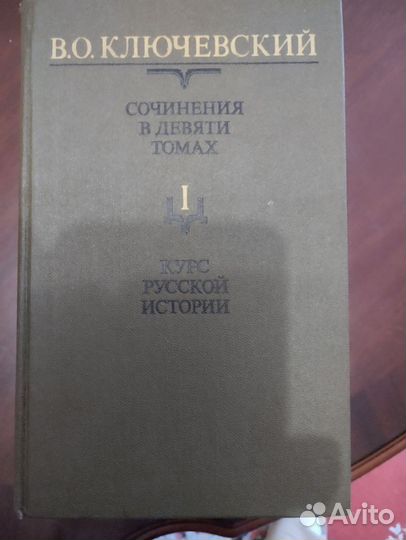 В.О.КЛЮЧЕВСКИЙ
СОЧИНЕНИЯ
В ДЕВЯТИ
ТОМАХ
I
КУРС
РУССКОЙ
ИСТОРИИ
Avito